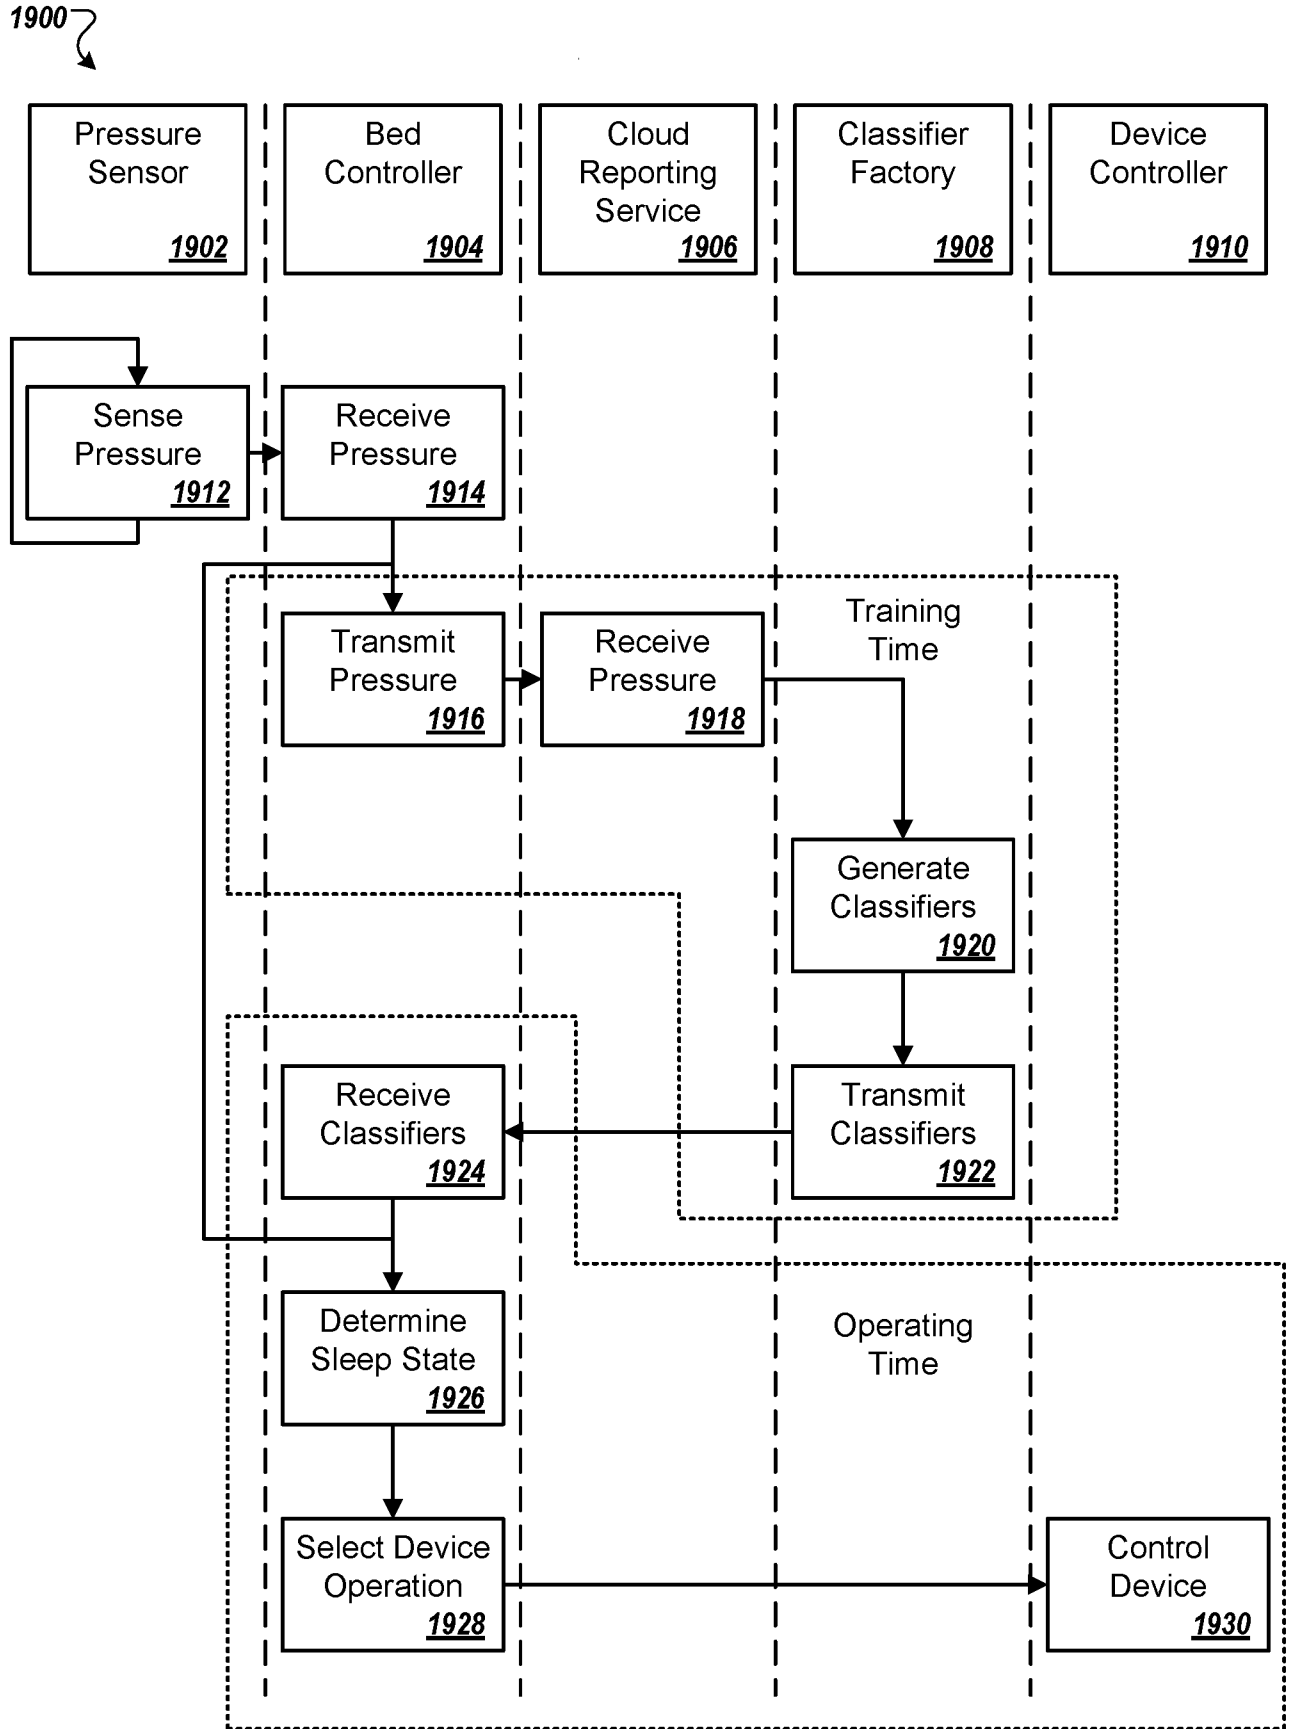 1900
Pressure
Sensor
1902
Bed
Controller
1904
Cloud
Reporting
Service
1906
Classifier
Factory
1908
Device
Controller
1910
Sense
Pressure
1912
Receive
Pressure
1914
Training
Time
Transmit
Pressure
1916
Receive
Pressure
1918
Generate
Classifiers
1920
Receive
Classifiers
1924
Transmit
Classifiers
1922
Determine
Sleep State
1926
Operating
Time
Select Device
Operation
1928
Control
Device
1930